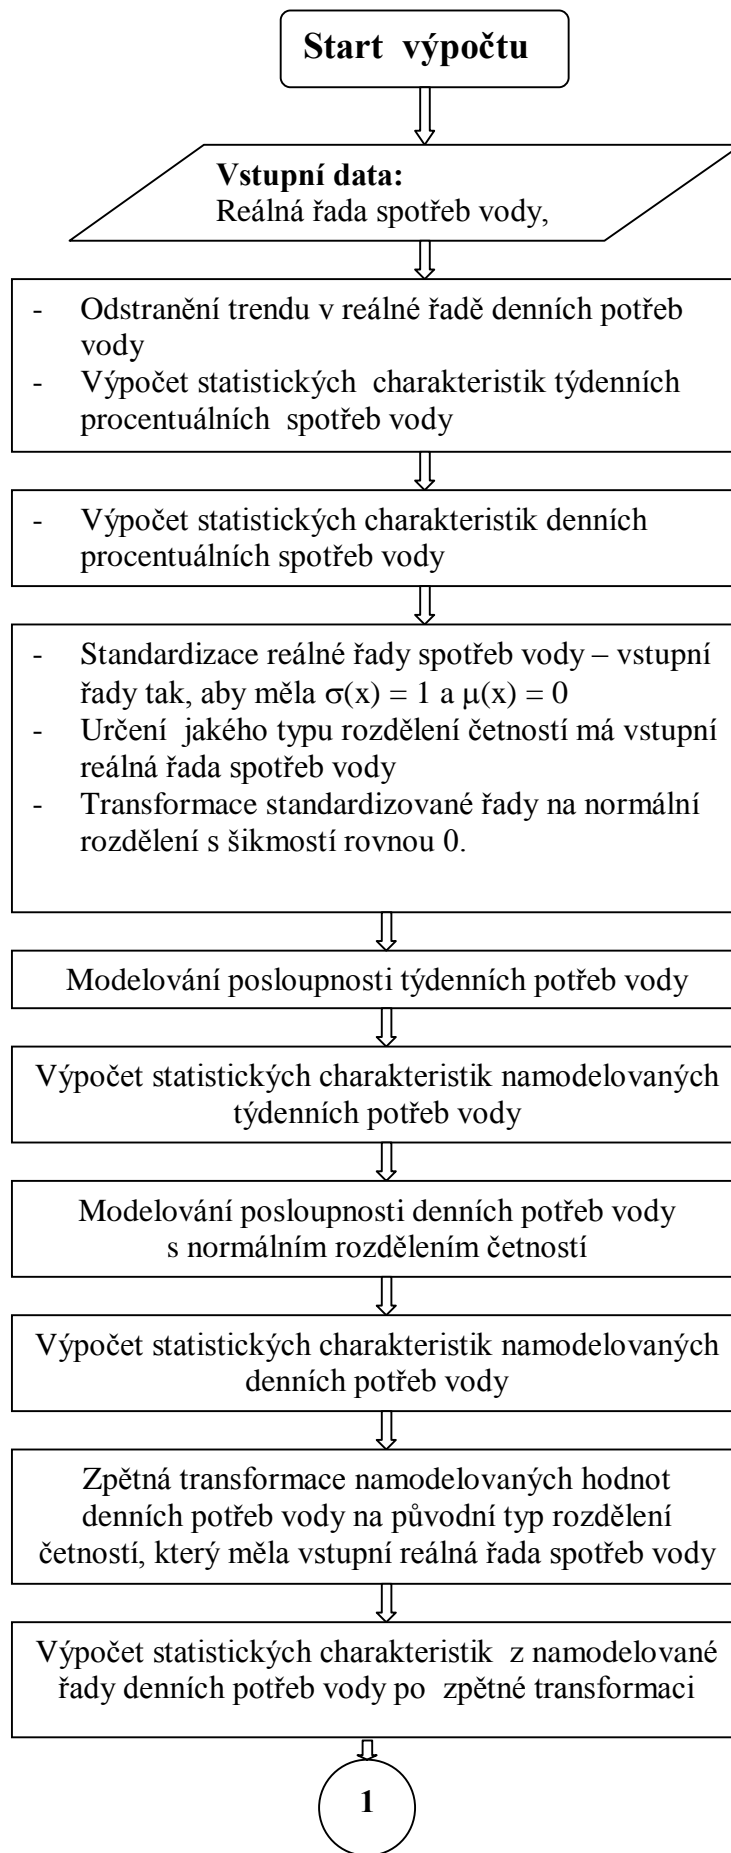 Start výpočtu
Vstupní data:
Reálná řada spotřeb vody,
- Odstranění trendu v reálné řadě denních potřeb
vody
- Výpočet statistických charakteristik týdenních
procentuálních spotřeb vody
- Výpočet statistických charakteristik denních
procentuálních spotřeb vody
- Standardizace reálné řady spotřeb vody – vstupní
řady tak, aby měla σ(x) = 1 a μ(x) = 0
- Určení jakého typu rozdělení četností má vstupní
reálná řada spotřeb vody
- Transformace standardizované řady na normální
rozdělení s šikmostí rovnou 0.
Modelování posloupnosti týdenních potřeb vody
Výpočet statistických charakteristik namodelovaných
týdenních potřeb vody
Modelování posloupnosti denních potřeb vody
s normálním rozdělením četností
Výpočet statistických charakteristik namodelovaných
denních potřeb vody
Zpětná transformace namodelovaných hodnot
denních potřeb vody na původní typ rozdělení
četností, který měla vstupní reálná řada spotřeb vody
Výpočet statistických charakteristik z namodelované
řady denních potřeb vody po zpětné transformaci
1